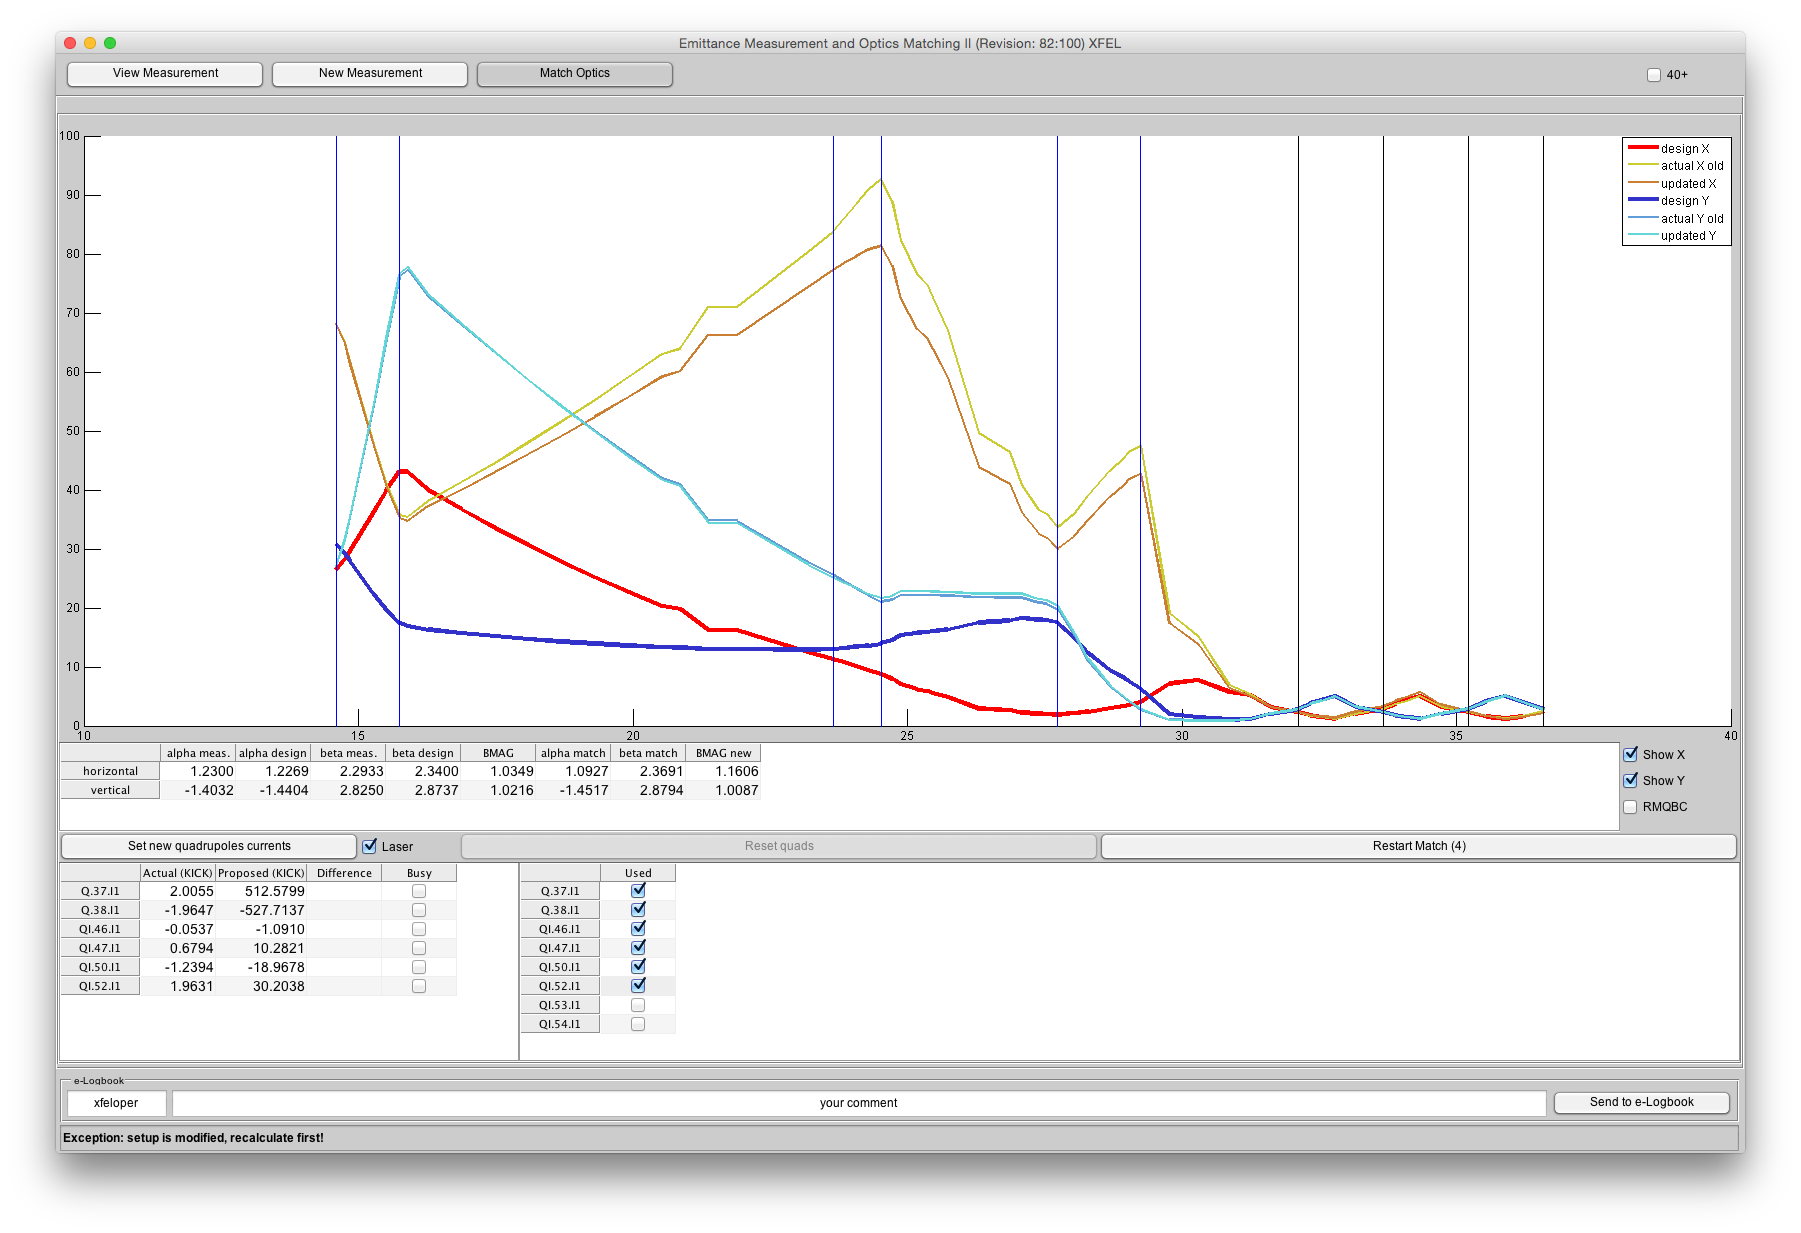 Emittance Measurement and Optics Matching II (Revision: 82:100) XFEL
View Measurement New Measurement Match Optics 40+
100
90
80
70
60
50
40
30
20
10
0
10 15 20 25 30 35 40
design X
actual X old
updated X
design Y
actual Y old
updated Y
alpha meas. alpha design beta meas. beta design BMAG alpha match beta match BMAG new
horizontal 1.2300 1.2269 2.2933 2.3400 1.0349 1.0927 2.3691 1.1606
vertical -1.4032 -1.4404 2.8250 2.8737 1.0216 -1.4517 2.8794 1.0087
Show X
Show Y
RMQBC
Set new quadrupoles currents Laser Reset quads Restart Match (4)
Actual (KICK) Proposed (KICK) Difference Busy
Q.37.I1 2.0055 512.5799
Q.38.I1 -1.9647 -527.7137
QI.46.I1 -0.0537 -1.0910
QI.47.I1 0.6794 10.2821
QI.50.I1 -1.2394 -18.9678
QI.52.I1 1.9631 30.2038
Used
Q.37.I1
Q.38.I1
QI.46.I1
QI.47.I1
QI.50.I1
QI.52.I1
QI.53.I1
QI.54.I1
e-Logbook
xfeloper your comment Send to e-Logbook
Exception: setup is modified, recalculate first!